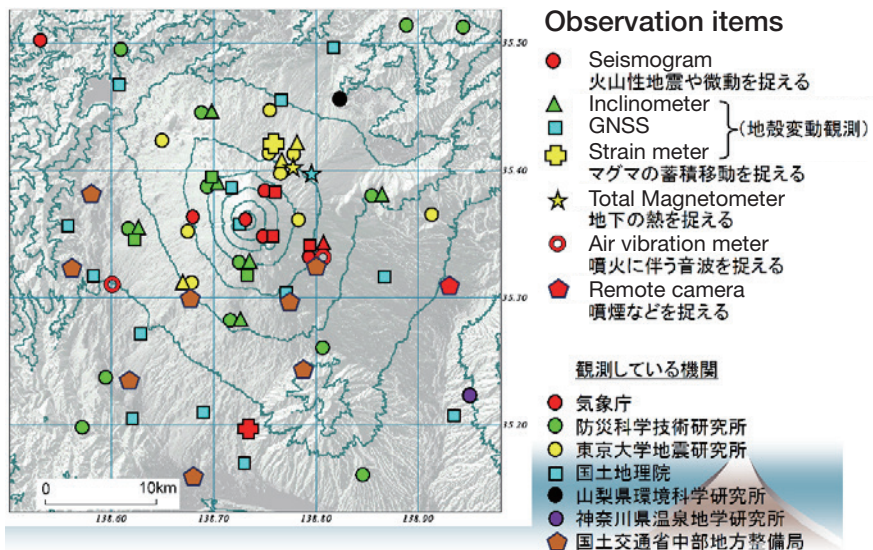 Observation items
Seismogram
火山性地震や微動を捉える
Inclinometer
GNSS
(地殻変動観測)
Strain meter
マグマの蓄積移動を捉える
Total Magnetometer
地下の熱を捉える
Air vibration meter
噴火に伴う音波を捉える
Remote camera
噴煙などを捉える
観測している機関
気象庁
防災科学技術研究所
東京大学地震研究所
国土地理院
山梨県環境科学研究所
神奈川県温泉地学研究所
国土交通省中部地方整備局
35.50
35.40
35.30
35.20
0 10km
138.60 138.70 138.80 138.90